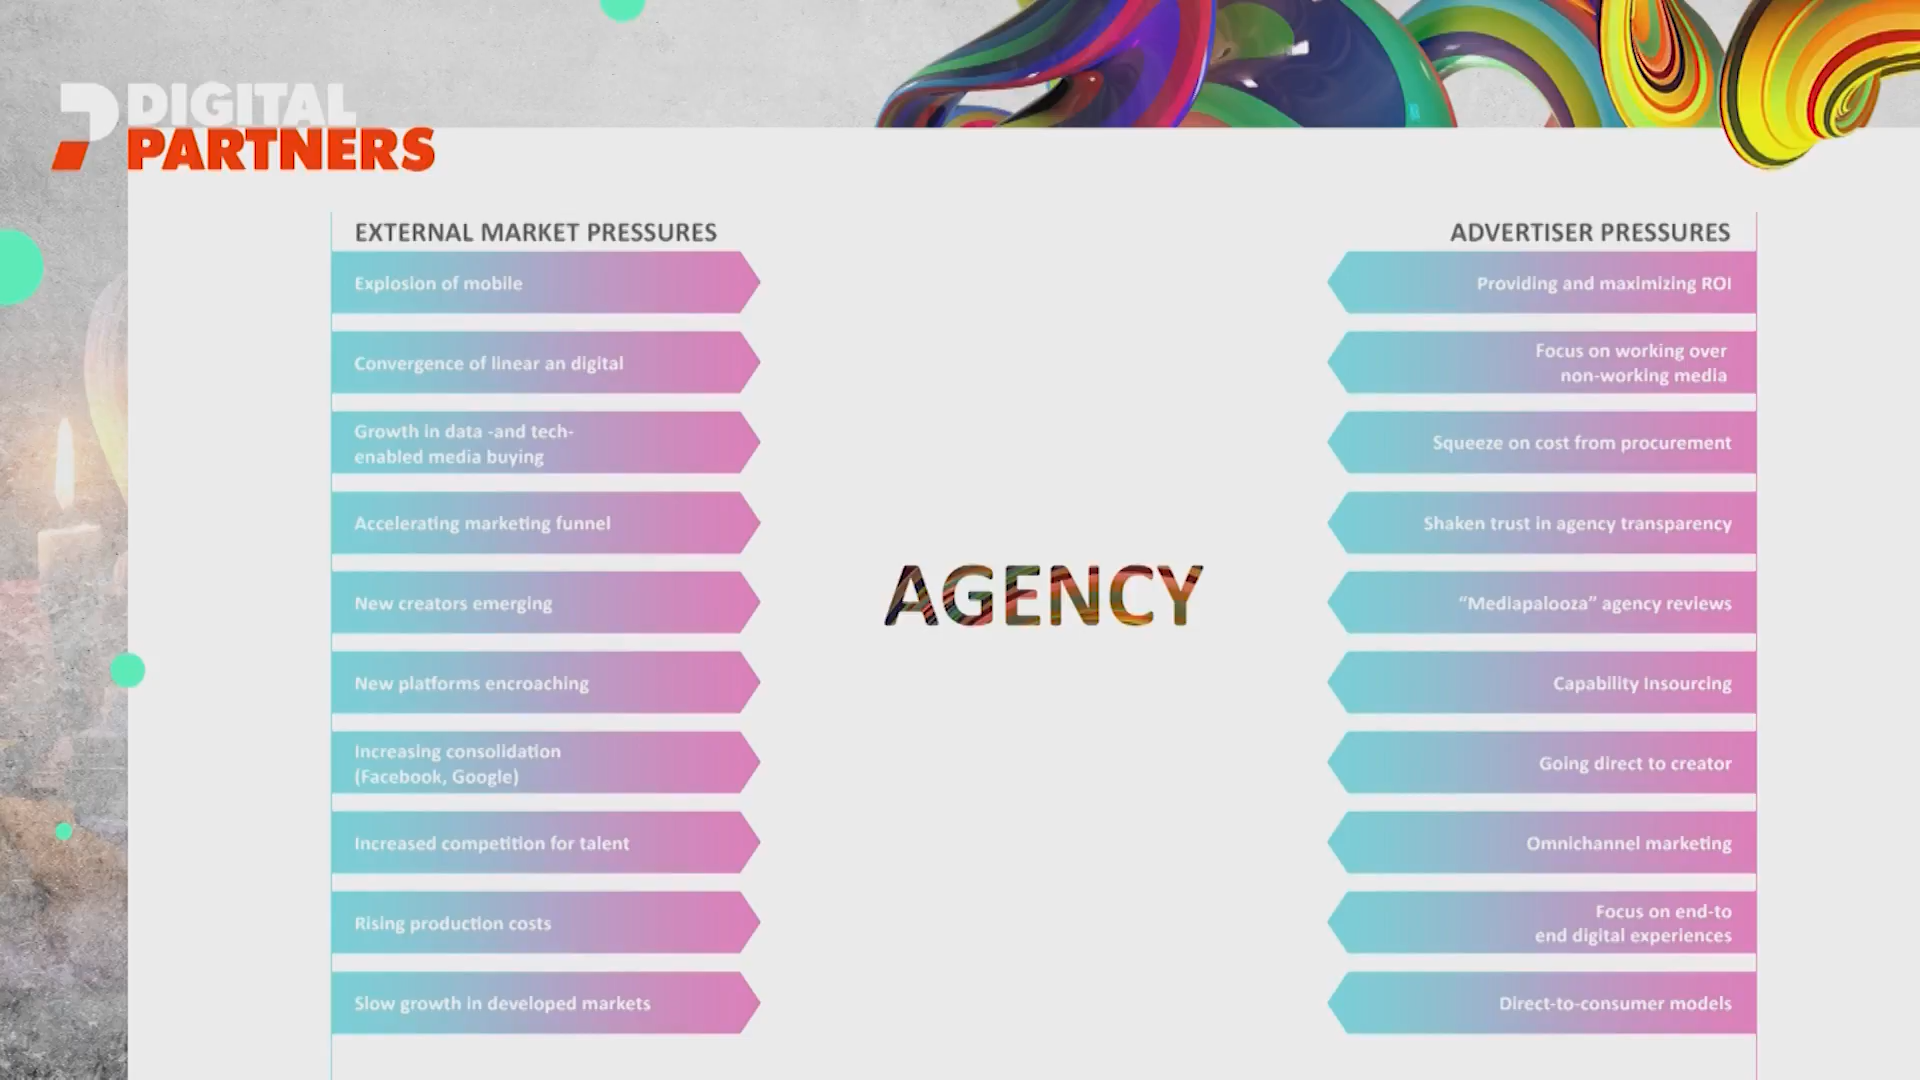 DIGITAL
PARTNERS
EXTERNAL MARKET PRESSURES
Explosion of mobile
Convergence of linear an digital
Growth in data -and tech-
enabled media buying
Accelerating marketing funnel
New creators emerging
New platforms encroaching
Increasing consolidation
(Facebook, Google)
Increased competition for talent
Rising production costs
Slow growth in developed markets
AGENCY
ADVERTISER PRESSURES
Providing and maximizing ROI
Focus on working over
non-working media
Squeeze on cost from procurement
Shaken trust in agency transparency
“Mediapalooza” agency reviews
Capability Insourcing
Going direct to creator
Omnichannel marketing
Focus on end-to
end digital experiences
Direct-to-consumer models